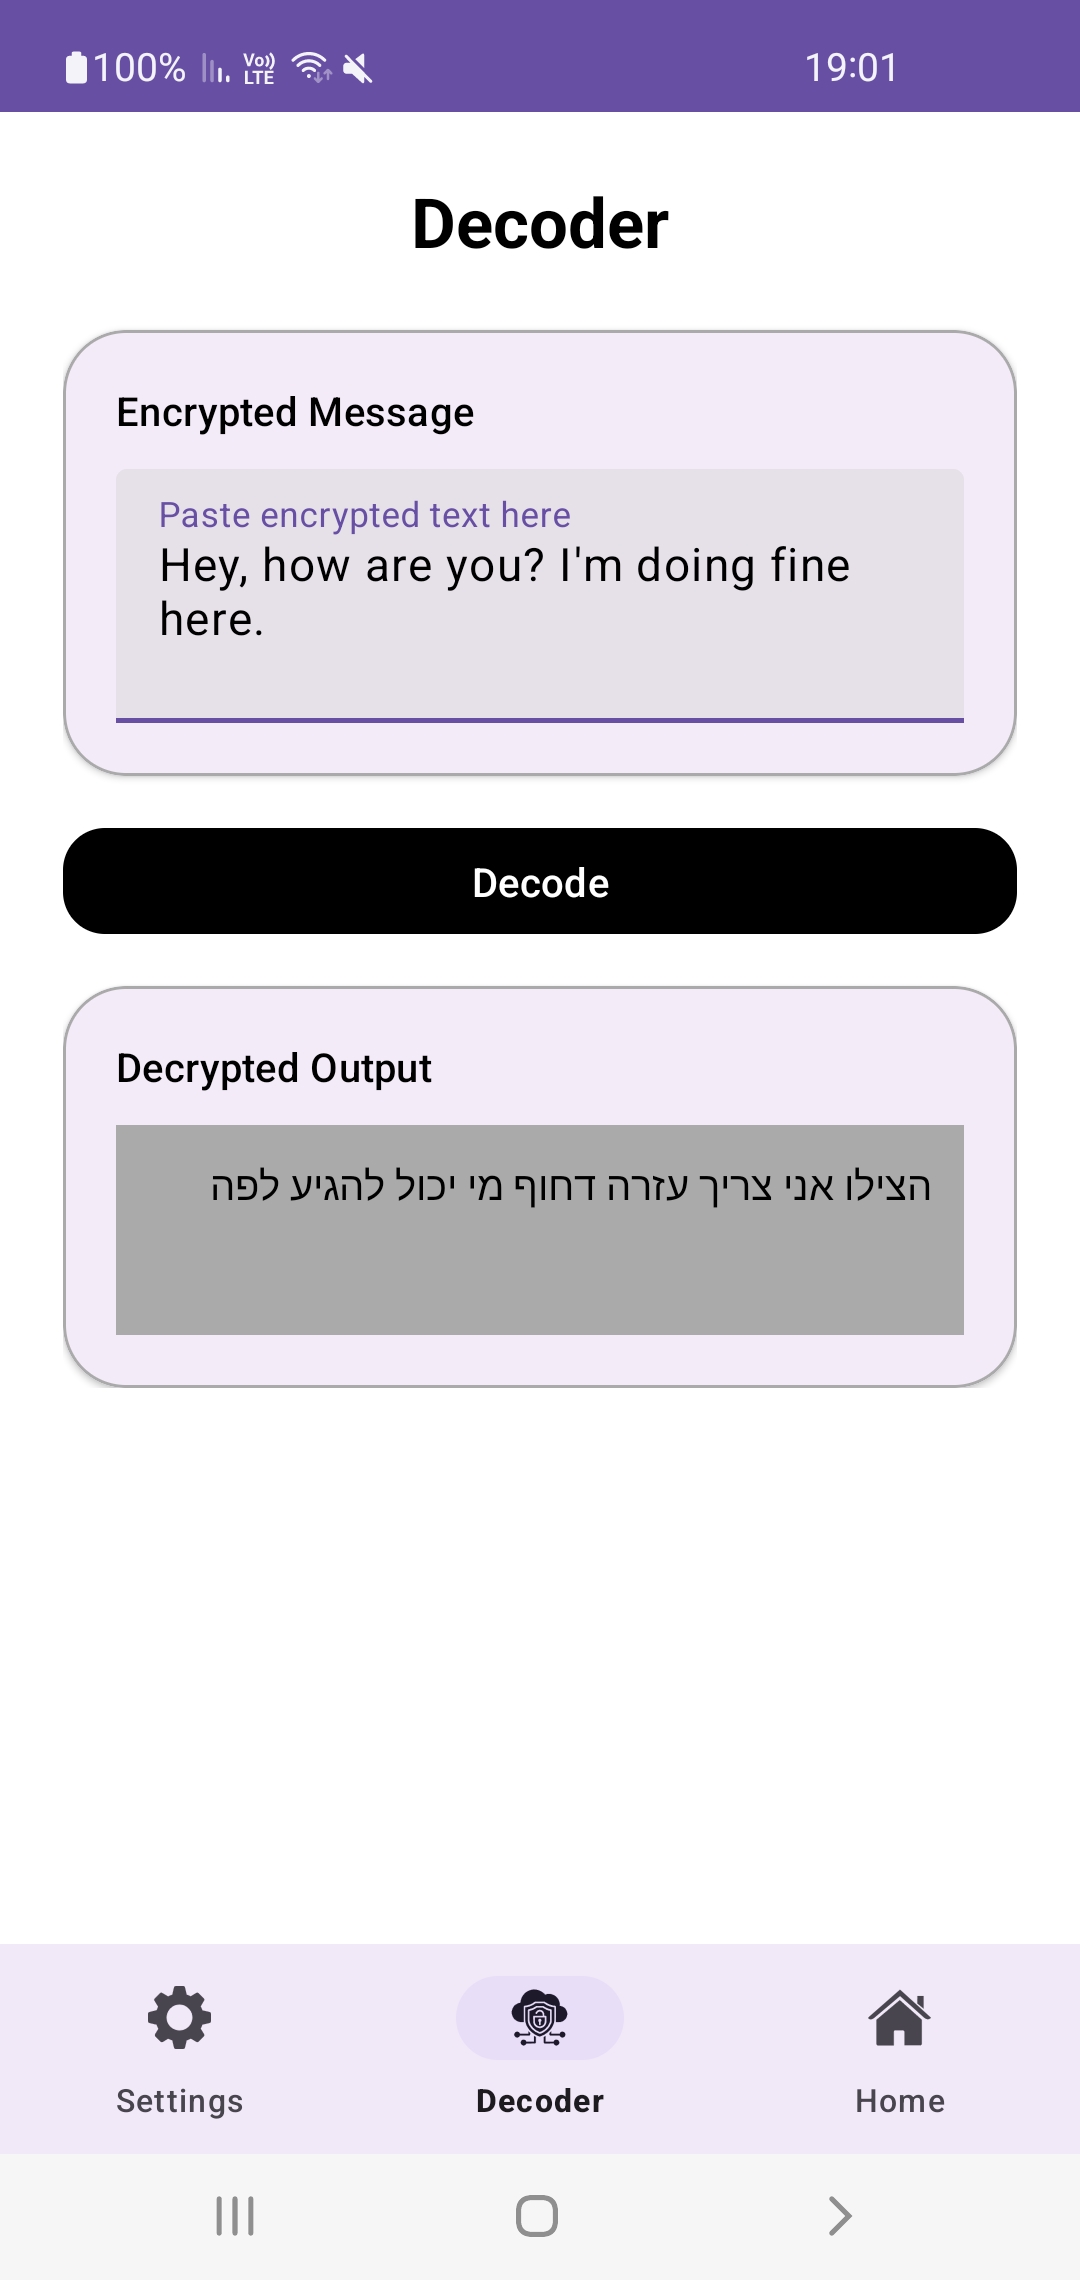 100% Vo)) LTE 19:01
Decoder
Encrypted Message
Paste encrypted text here
Hey, how are you? I'm doing fine
here.
Decode
Decrypted Output
הצילו אני צריך עזרה דחוף מי יכול להגיע לפה
Settings Decoder Home